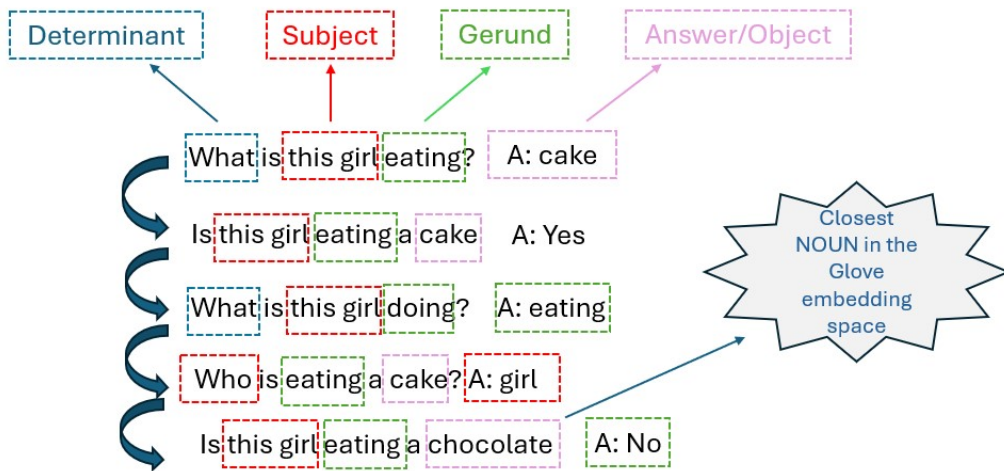 Determinant Subject Gerund Answer/Object
What is this girl eating? A: cake
Is this girl eating a cake A: Yes
What is this girl doing? A: eating
Who is eating a cake? A: girl
Is this girl eating a chocolate A: No
Closest
NOUN in the
Glove
embedding
space